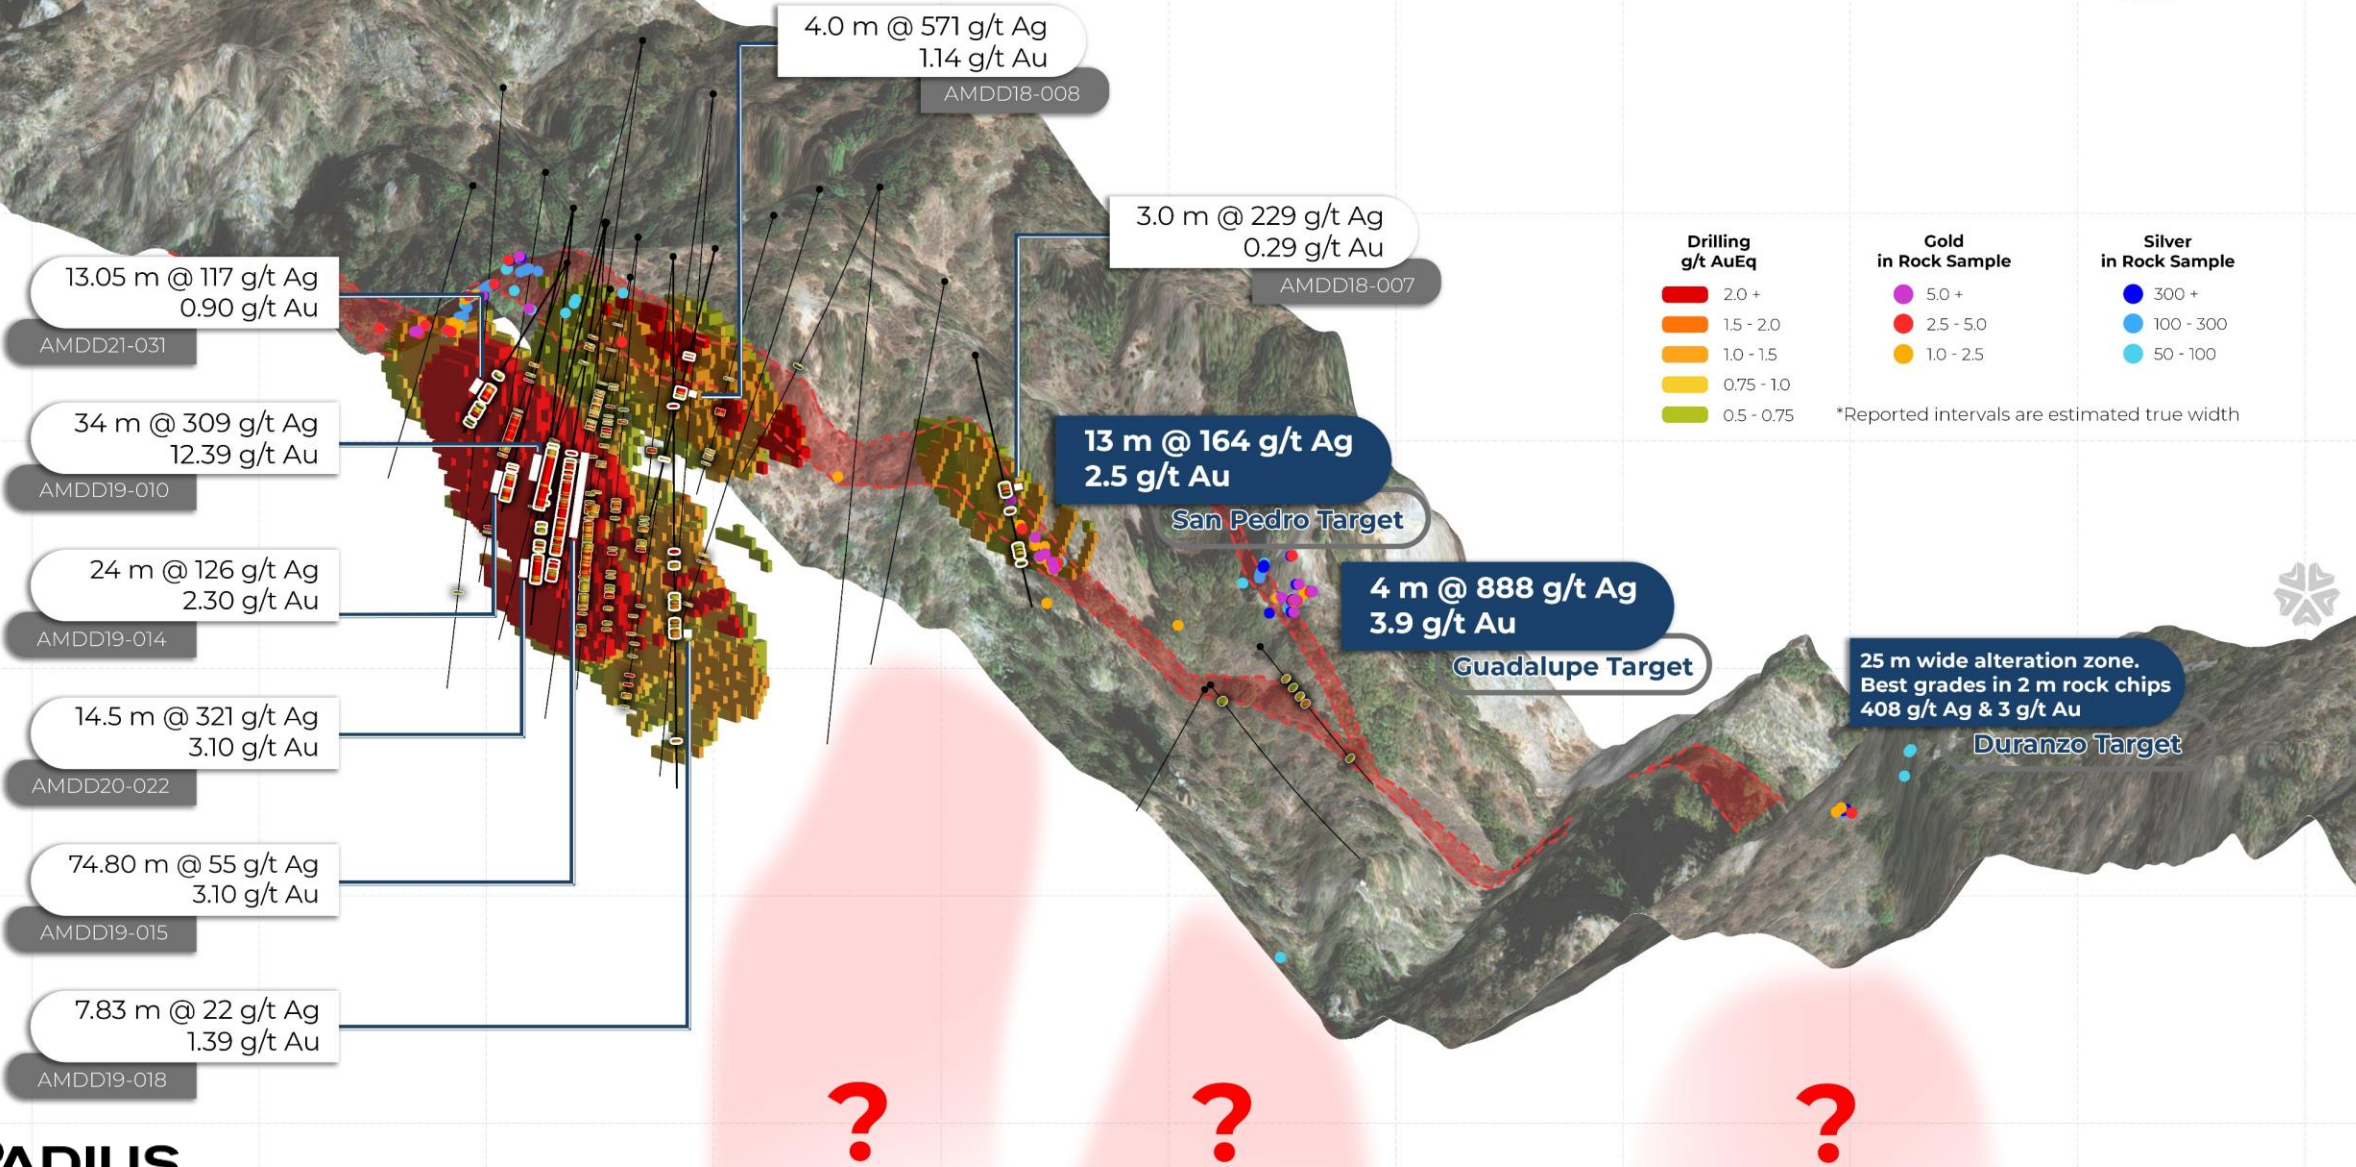 4.0 m @ 571 g/t Ag
1.14 g/t Au
AMDD18-008
3.0 m @ 229 g/t Ag
0.29 g/t Au
AMDD18-007
13.05 m @ 117 g/t Ag
0.90 g/t Au
AMDD21-031
34 m @ 309 g/t Ag
12.39 g/t Au
AMDD19-010
24 m @ 126 g/t Ag
2.30 g/t Au
AMDD19-014
14.5 m @ 321 g/t Ag
3.10 g/t Au
AMDD20-022
74.80 m @ 55 g/t Ag
3.10 g/t Au
AMDD19-015
7.83 m @ 22 g/t Ag
1.39 g/t Au
AMDD19-018
13 m @ 164 g/t Ag
2.5 g/t Au
San Pedro Target
4 m @ 888 g/t Ag
3.9 g/t Au
Guadalupe Target
25 m wide alteration zone.
Best grades in 2 m rock chips
408 g/t Ag & 3 g/t Au
Duranzo Target
Drilling
g/t AuEq
2.0 +
1.5 - 2.0
1.0 - 1.5
0.75 - 1.0
0.5 - 0.75
Gold
in Rock Sample
5.0 +
2.5 - 5.0
1.0 - 2.5
Silver
in Rock Sample
300 +
100 - 300
50 - 100
*Reported intervals are estimated true width
? ? ?
ADIUS